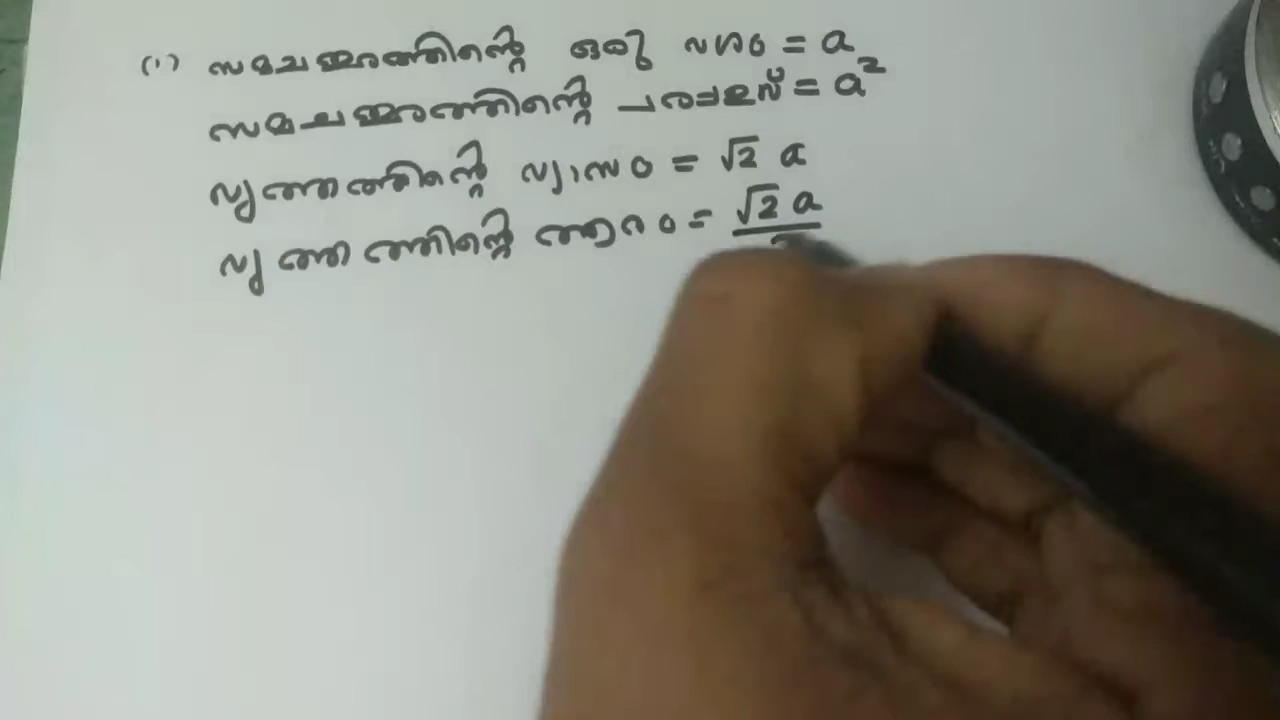 (1) സമചതുരത്തിന്റെ ഒരു വശം = a
സമചതുരത്തിന്റെ പരപ്പളവ് = a²
വൃത്തത്തിന്റെ വ്യാസം = √2 a
വൃത്തത്തിന്റെ ആരം = √2 a